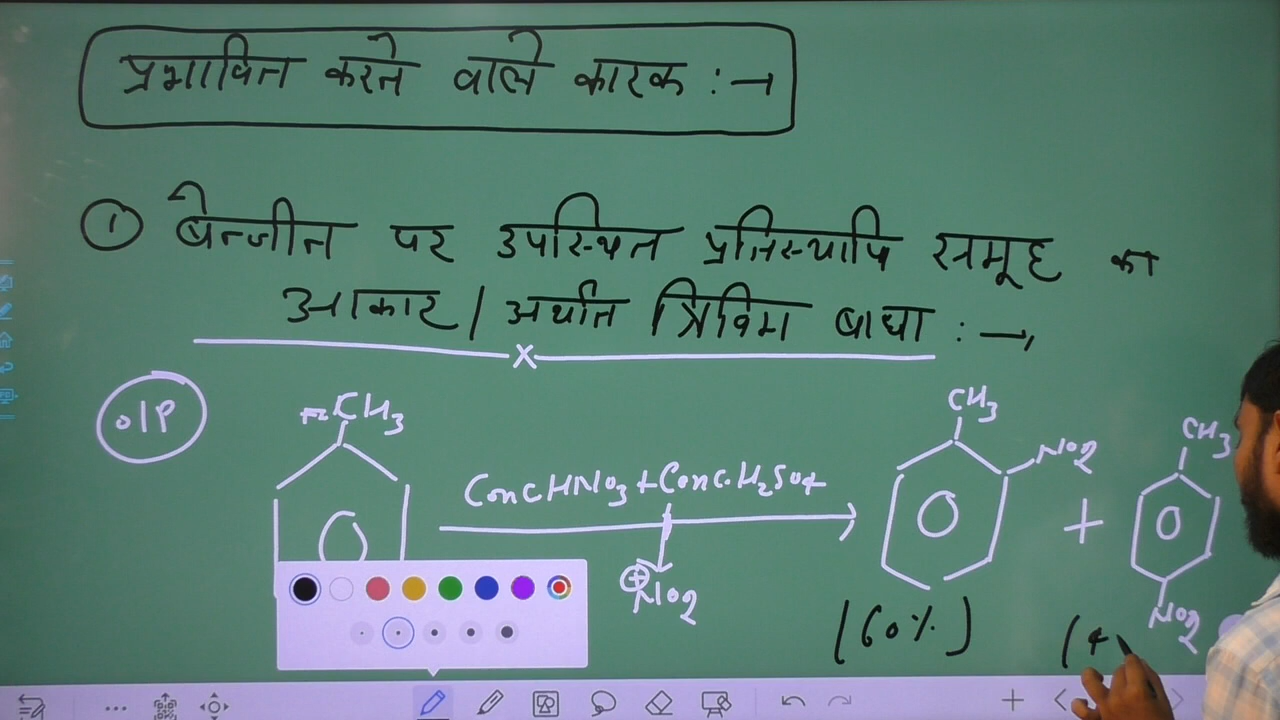 प्रभावित करने वाले कारक :→
① बेन्जीन पर उपस्थित प्रतिस्थापि समूह का
आकार / अर्थात त्रिविम बाधा :→
o/p
CH3
Conc HNO3 + Conc. H2SO4
⊕NO2
CH3
NO2
(60%)
+
CH3
NO2
(4